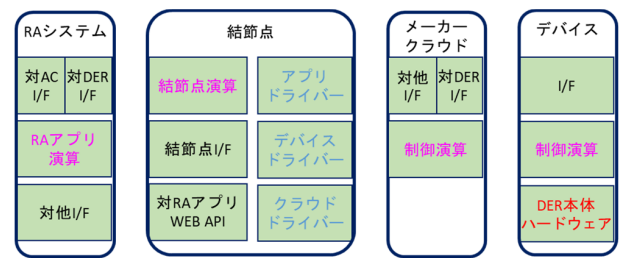 RAシステム
対AC
I/F
対DER
I/F
RAアプリ
演算
対他I/F
結節点
結節点演算
アプリ
ドライバー
結節点I/F
デバイス
ドライバー
対RAアプリ
WEB API
クラウド
ドライバー
メーカー
クラウド
対他
I/F
対DER
I/F
制御演算
デバイス
I/F
制御演算
DER本体
ハードウェア